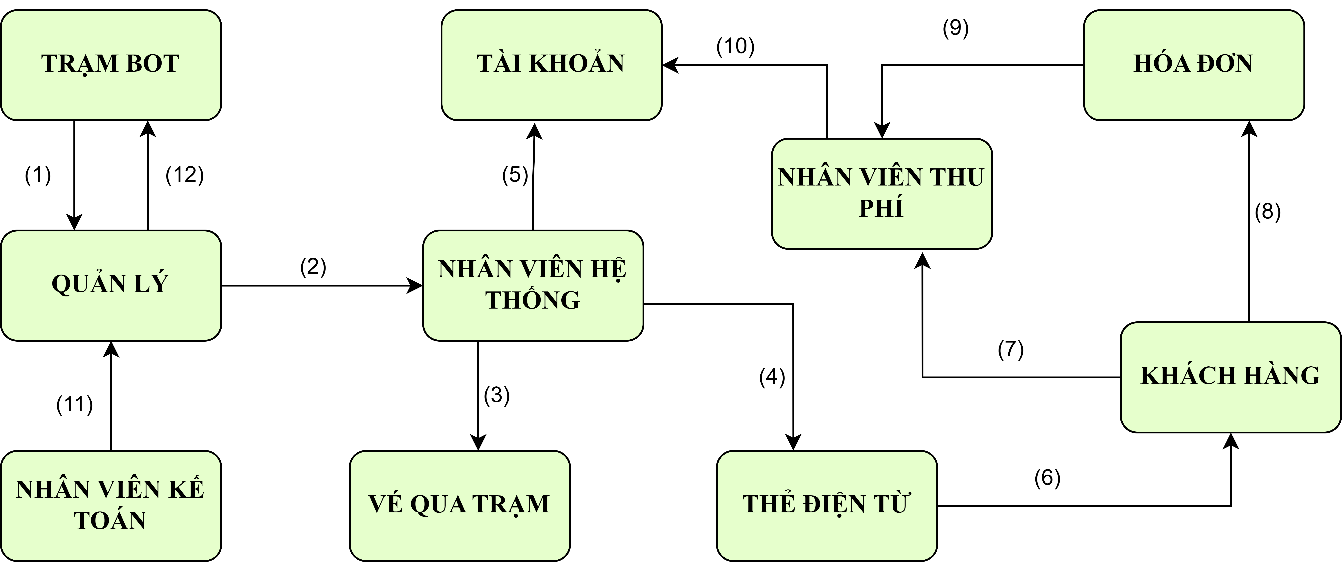 TRẠM BOT
TÀI KHOẢN
HÓA ĐƠN
(9)
(10)
(1)
(12)
(5)
NHÂN VIÊN THU
PHÍ
(8)
QUẢN LÝ
(2)
NHÂN VIÊN HỆ
THỐNG
(7)
(4)
KHÁCH HÀNG
(11)
(3)
(6)
NHÂN VIÊN KẾ
TOÁN
VÉ QUA TRẠM
THẺ ĐIỆN TỪ